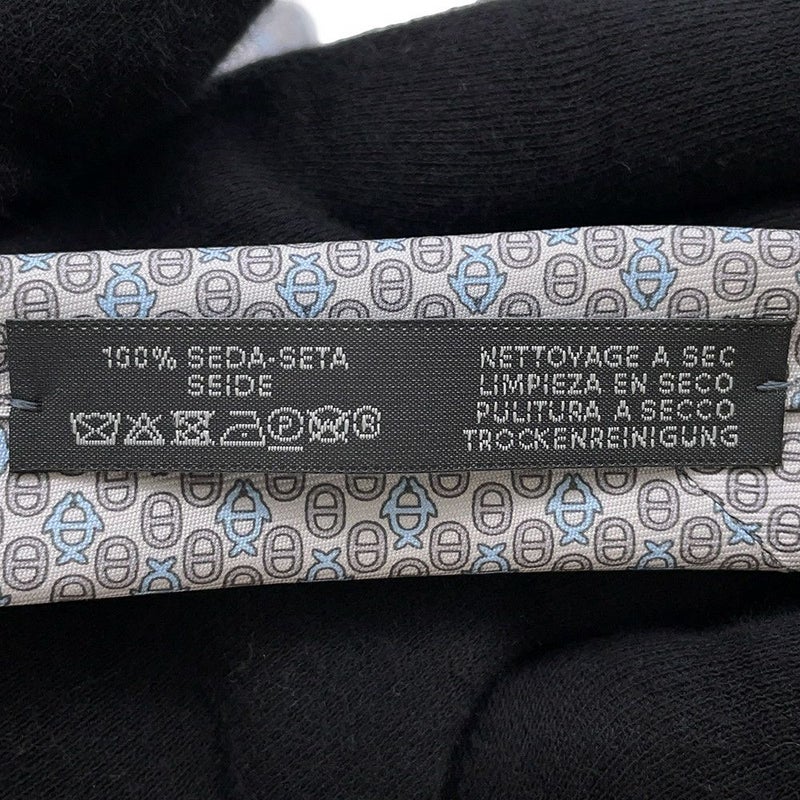 100% SEDA-SETA
SEIDE
P W R
NETTOYAGE A SEC
LIMPIEZA EN SECO
PULITURA A SECCO
TROCKENREINIGUNG